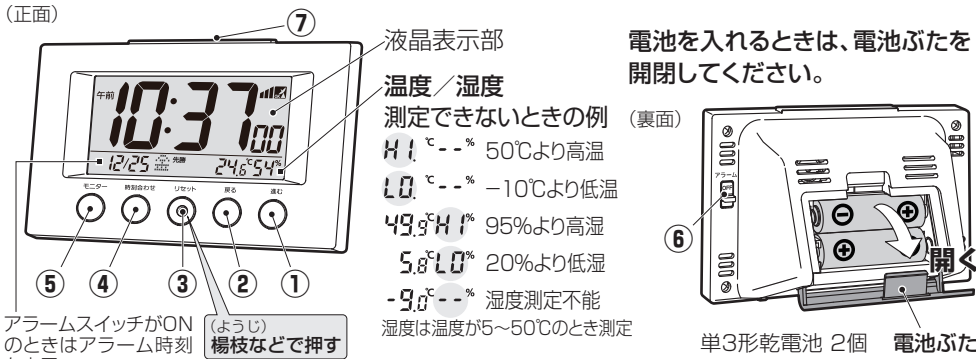 (正面)
⑦
午前
10:37 00
12/25 先勝 24.6℃ 54%
モニター 時刻合わせ リセット 戻る 進む
⑤ ④ ③ ② ①
アラームスイッチがON
のときはアラーム時刻
(ようじ)
楊枝などで押す
液晶表示部
温度/湿度
測定できないときの例
HI.℃--% 50℃より高温
LO.℃--% −10℃より低温
49.9℃HI% 95%より高湿
5.8℃LO% 20%より低湿
-9.0℃--% 湿度測定不能
湿度は温度が5~50℃のとき測定
電池を入れるときは、電池ぶたを
開閉してください。
(裏面)
アラーム
OFF
⑥
⊖ ⊕
⊕
開く
単3形乾電池 2個 電池ぶた